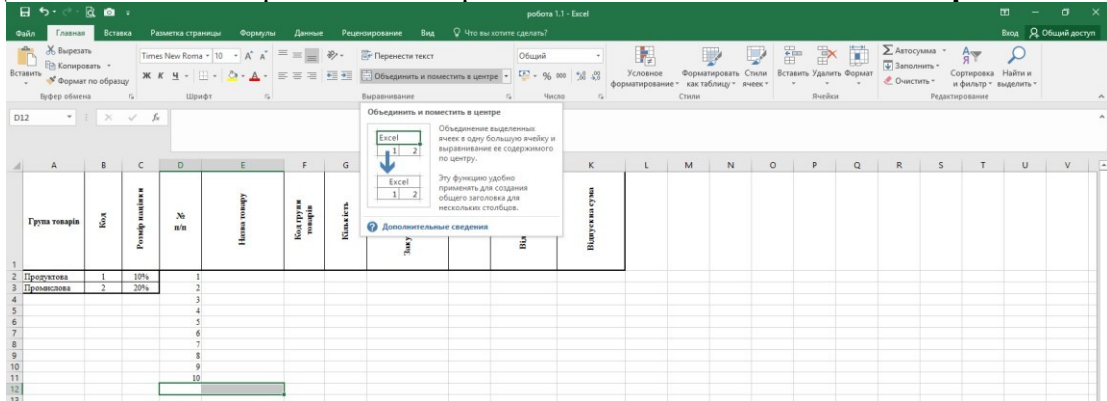 робота 1.1 - Excel
Файл Главная Вставка Разметка страницы Формулы Данные Рецензирование Вид Что вы хотите сделать? Вход Общий доступ
Вставить
Вырезать
Копировать
Формат по образцу
Буфер обмена
Times New Roma 10
Ж К Ч
Шрифт
Перенести текст
Объединить и поместить в центре
Выравнивание
Общий
% 000
Число
Условное форматирование
Форматировать как таблицу
Стили ячеек
Стили
Вставить Удалить Формат
Ячейки
Автосумма
Заполнить
Очистить
Сортировка и фильтр
Найти и выделить
Редактирование
D12
fx
Объединить и поместить в центре
Excel
1 2
Excel
1 2
Объединение выделенных
ячеек в одну большую ячейку и
выравнивание ее содержимого
по центру.
Эту функцию удобно
применять для создания
общего заголовка для
нескольких столбцов.
Дополнительные сведения
A B C D E F G K L M N O P Q R S T U V
1 Група товарів Код Розмір націнки № п/п Назва товару Код групи товарів Кількість Заку Від Відпускна сума
2 Продуктова 1 10% 1
3 Промислова 2 20% 2
4 3
5 4
6 5
7 6
8 7
9 8
10 9
11 10
12
13